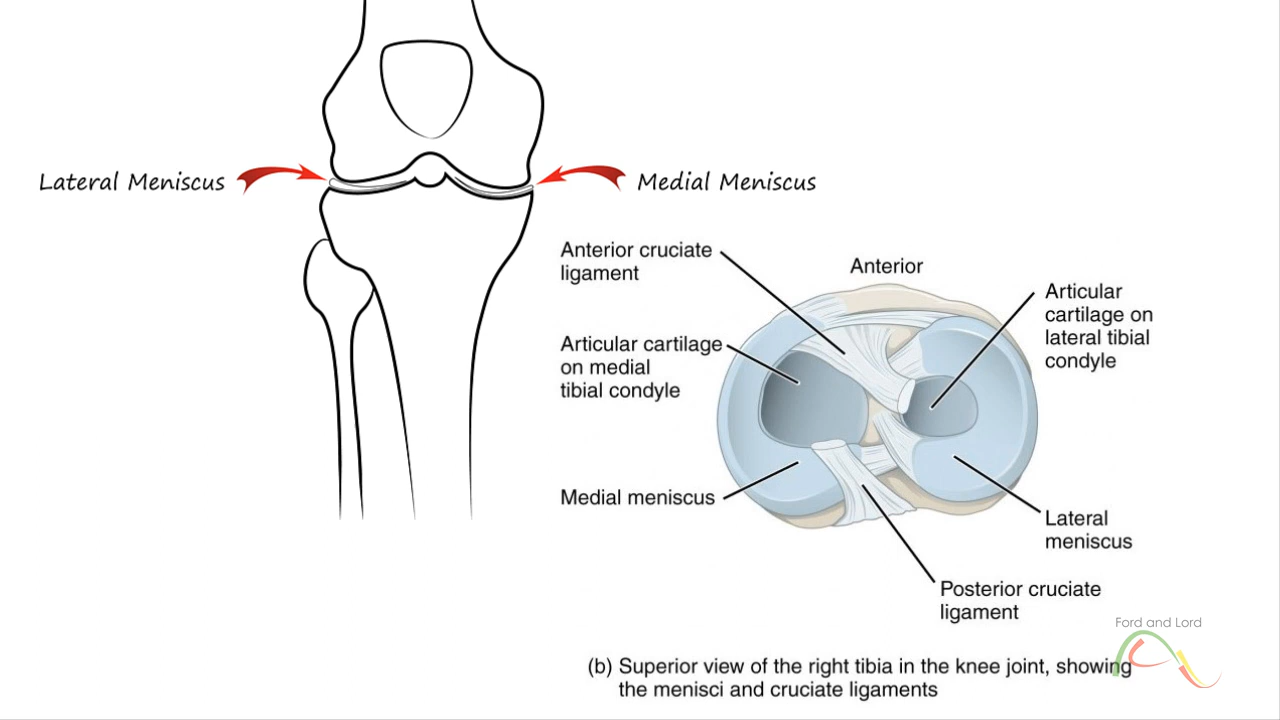 Lateral Meniscus
Medial Meniscus
Anterior cruciate
ligament
Anterior
Articular
cartilage on
lateral tibial
condyle
Articular cartilage
on medial
tibial condyle
Medial meniscus
Lateral
meniscus
Posterior cruciate
ligament
Ford and Lord
(b) Superior view of the right tibia in the knee joint, showing
the menisci and cruciate ligaments